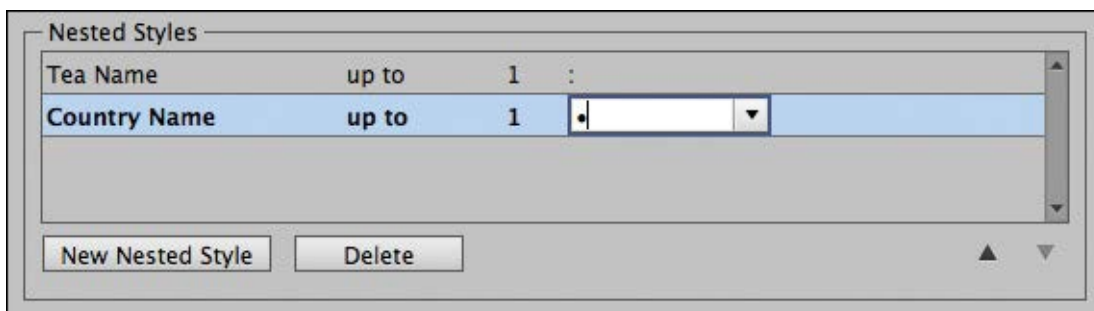 Nested Styles
Tea Name up to 1 :
Country Name up to 1 •
New Nested Style Delete